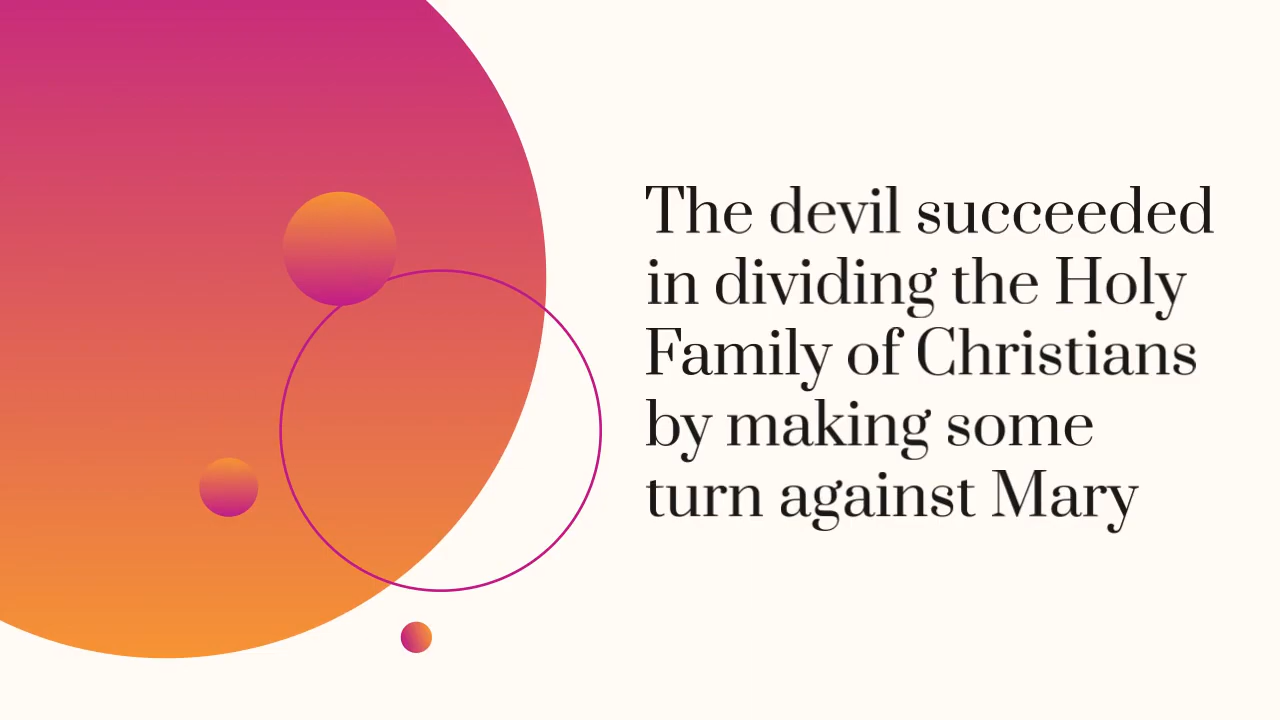 The devil succeeded
in dividing the Holy
Family of Christians
by making some
turn against Mary